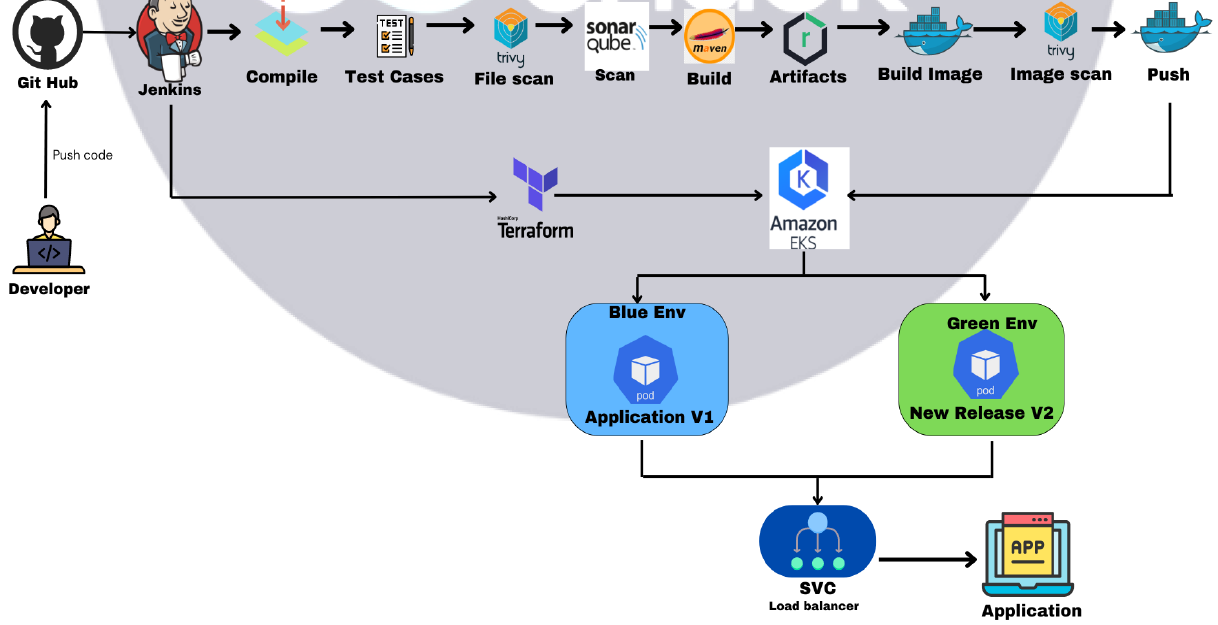 TEST
sonar
qube
maven
r
trivy
trivy
Git Hub
Jenkins
Compile
Test Cases
File scan
Scan
Build
Artifacts
Build Image
Image scan
Push
Push code
HashiCorp
Terraform
K
Amazon
EKS
</>
Developer
Blue Env
pod
Application V1
Green Env
pod
New Release V2
SVC
Load balancer
APP
Application